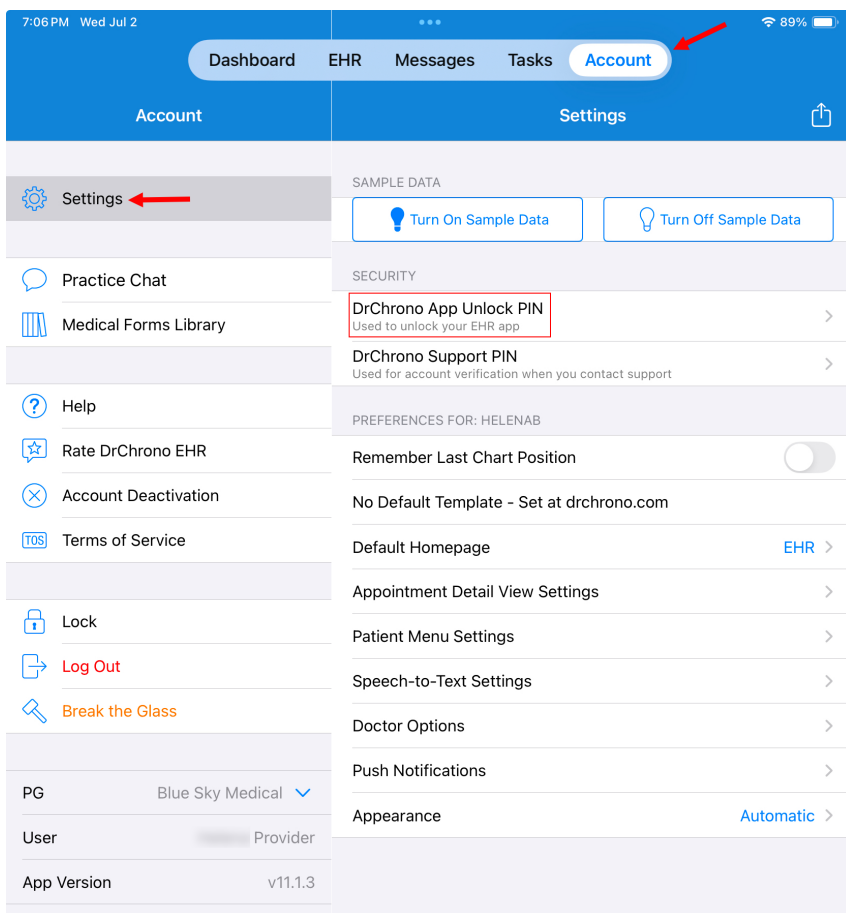 7:06 PM Wed Jul 2
89%
Dashboard EHR Messages Tasks Account
Account
Settings
Settings
Practice Chat
Medical Forms Library
Help
Rate DrChrono EHR
Account Deactivation
TOS Terms of Service
Lock
Log Out
Break the Glass
PG Blue Sky Medical
User Provider
App Version v11.1.3
SAMPLE DATA
Turn On Sample Data Turn Off Sample Data
SECURITY
DrChrono App Unlock PIN
Used to unlock your EHR app
DrChrono Support PIN
Used for account verification when you contact support
PREFERENCES FOR: HELENAB
Remember Last Chart Position
No Default Template - Set at drchrono.com
Default Homepage EHR
Appointment Detail View Settings
Patient Menu Settings
Speech-to-Text Settings
Doctor Options
Push Notifications
Appearance Automatic